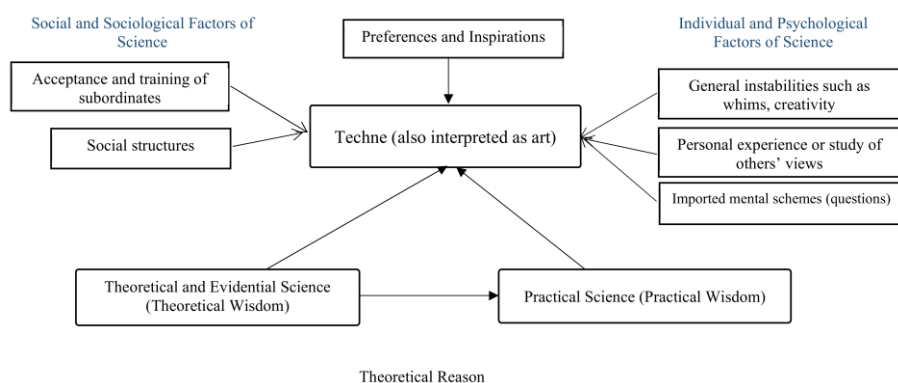 Social and Sociological Factors of
Science
Preferences and Inspirations
Individual and Psychological
Factors of Science
Acceptance and training of
subordinates
Social structures
Techne (also interpreted as art)
General instabilities such as
whims, creativity
Personal experience or study of
others’ views
Imported mental schemes (questions)
Theoretical and Evidential Science
(Theoretical Wisdom)
Practical Science (Practical Wisdom)
Theoretical Reason